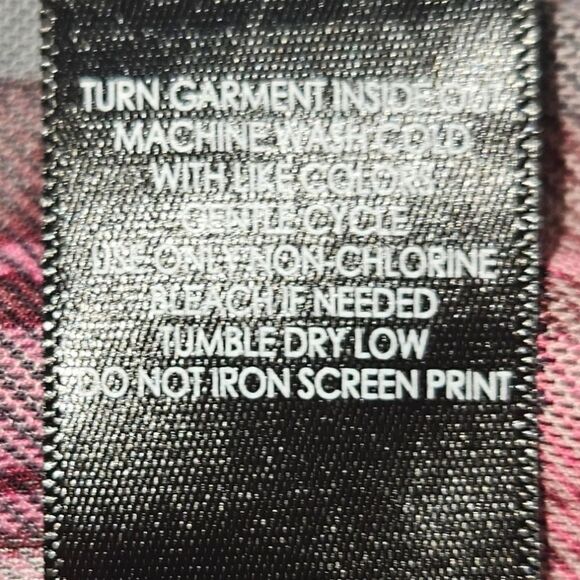 TURN GARMENT INSIDE OUT
MACHINE WASH COLD
WITH LIKE COLORS
GENTLE CYCLE
USE ONLY NON-CHLORINE
BLEACH IF NEEDED
TUMBLE DRY LOW
DO NOT IRON SCREEN PRINT